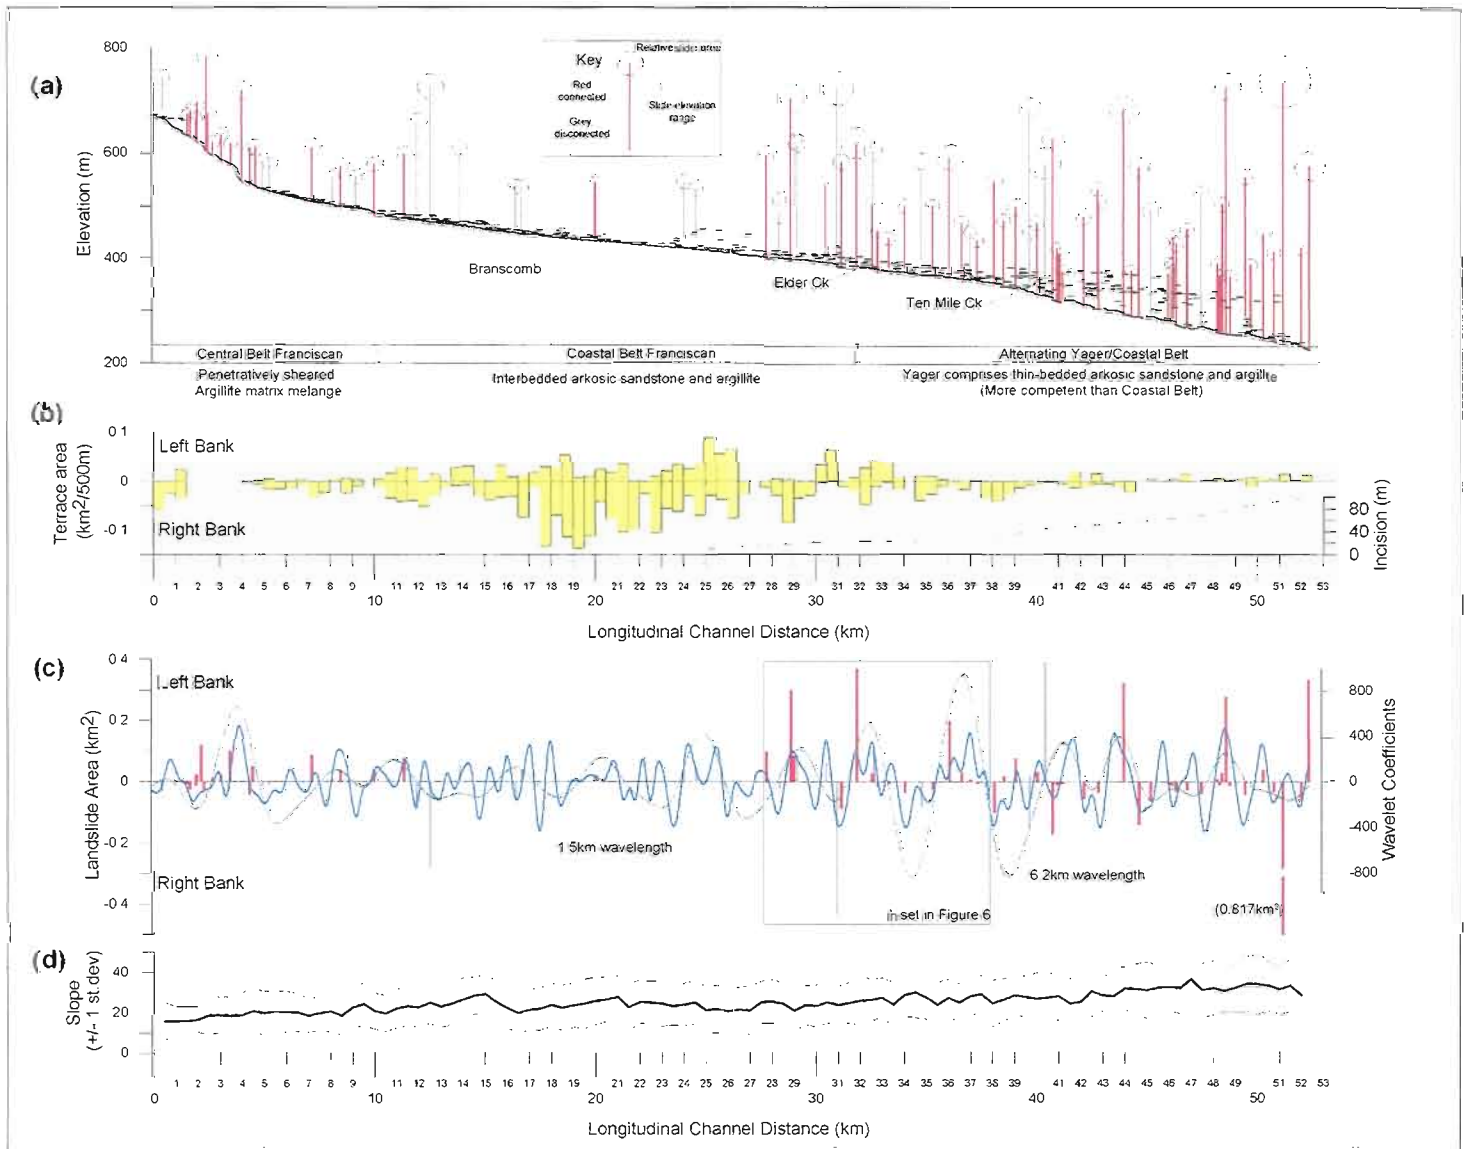 (a)
800
600
400
200
Elevation (m)
Key
Relative slide area
Red
connected
Grey
disconected
Slide elevation
range
Branscomb
Elder Ck
Ten Mile Ck
Central Belt Franciscan
Coastal Belt Franciscan
Alternating Yager/Coastal Belt
Penetratively sheared
Argillite matrix melange
Interbedded arkosic sandstone and argillite
Yager comprises thin-bedded arkosic sandstone and argillite
(More competent than Coastal Belt)
(b)
Terrace area
(km²/500m)
0 1
0
-0 1
Left Bank
Right Bank
Incision (m)
80
40
0
1 2 3 4 5 6 7 8 9 11 12 13 14 15 16 17 18 19 21 22 23 24 25 26 27 28 29 31 32 33 34 35 36 37 38 39 41 42 43 44 45 46 47 48 49 51 52 53
0 10 20 30 40 50
Longitudinal Channel Distance (km)
(c)
Landslide Area (km²)
0 4
0 2
0
-0 2
-0 4
Left Bank
Right Bank
1 5km wavelength
6 2km wavelength
Inset in Figure 6
(0.817km²)
800
400
0
-400
-800
Wavelet Coefficients
(d)
Slope
(+/- 1 st.dev)
40
20
0
1 2 3 4 5 6 7 8 9 11 12 13 14 15 16 17 18 19 21 22 23 24 25 26 27 28 29 31 32 33 34 35 36 37 38 39 41 42 43 44 45 46 47 48 49 51 52 53
0 10 20 30 40 50
Longitudinal Channel Distance (km)